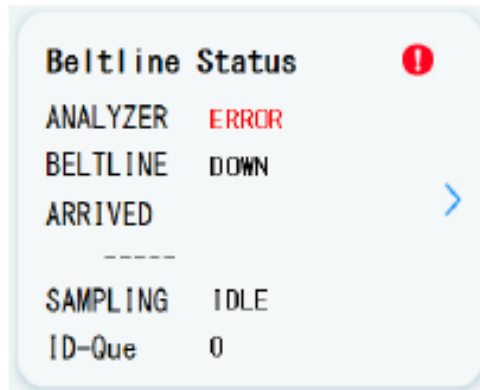 Beltline Status
ANALYZER ERROR
BELTLINE DOWN
ARRIVED
-----
SAMPLING IDLE
ID-Que 0